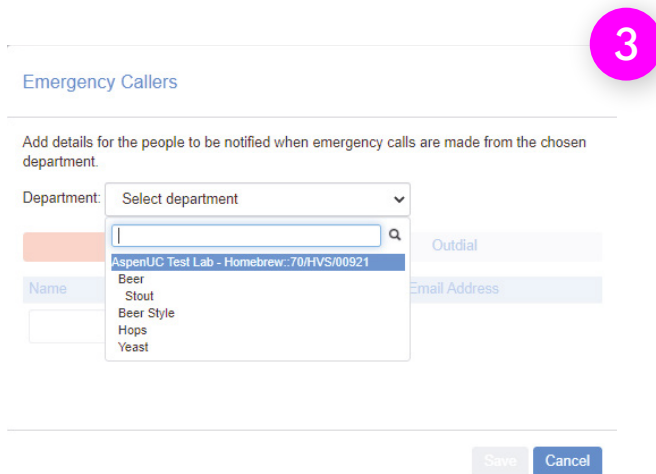 3
Emergency Callers
Add details for the people to be notified when emergency calls are made from the chosen
department.
Department: Select department
Outdial
AspenUC Test Lab - Homebrew::70/HVS/00921
Name Email Address
Beer
Stout
Beer Style
Hops
Yeast
Save Cancel